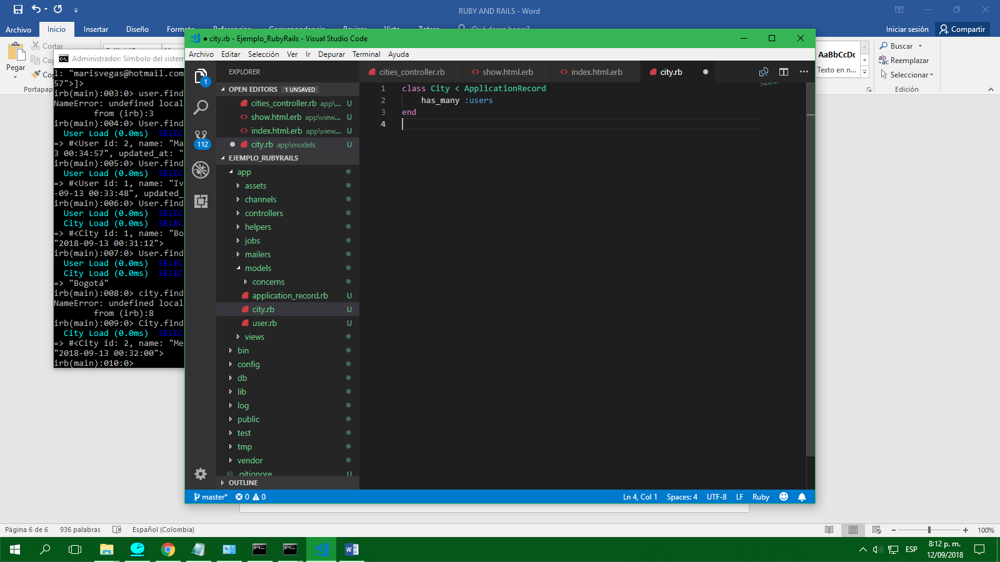 RUBY AND RAILS - Word
Archivo Inicio Insertar Diseño
Iniciar sesión Compartir
Pegar
Cortar
Portapap
AaBbCcDc
Texto en n...
Buscar
Reemplazar
Seleccionar
Edición
Administrador: Símbolo del sistem
l: "marisvegas@hotmail.com
57">]>
irb(main):003:0> user.find
NameError: undefined local
from (irb):3
irb(main):004:0> User.find
User Load (0.0ms) SELEC
=> #<User id: 2, name: "Ma
3 00:34:57", updated_at: "
irb(main):005:0> User.find
User Load (0.0ms) SELEC
=> #<User id: 1, name: "Iv
-09-13 00:33:48", updated_
irb(main):006:0> User.find
User Load (0.0ms) SELEC
City Load (0.0ms) SELEC
=> #<City id: 1, name: "Bo
"2018-09-13 00:31:12">
irb(main):007:0> User.find
User Load (0.0ms) SELEC
City Load (0.0ms) SELEC
=> "Bogotá"
irb(main):008:0> city.find
NameError: undefined local
from (irb):8
irb(main):009:0> City.find
City Load (0.0ms) SELEC
=> #<City id: 2, name: "Me
"2018-09-13 00:32:00">
irb(main):010:0>
● city.rb - Ejemplo_RubyRails - Visual Studio Code
Archivo Editar Selección Ver Ir Depurar Terminal Ayuda
1
112
EXPLORER
OPEN EDITORS 1 UNSAVED
cities_controller.rb app\... U
show.html.erb app\view... U
index.html.erb app\view... U
city.rb app\models U
EJEMPLO_RUBYRAILS
app
assets
channels
controllers
helpers
jobs
mailers
models
concerns
application_record.rb U
city.rb U
user.rb U
views
bin
config
db
lib
log
public
test
tmp
vendor
.gitignore U
OUTLINE
cities_controller.rb show.html.erb index.html.erb city.rb
1 class City < ApplicationRecord
2 has_many :users
3 end
4
master* 0 0
Ln 4, Col 1 Spaces: 4 UTF-8 LF Ruby
Página 6 de 6 936 palabras Español (Colombia)
100%
ESP
8:12 p. m.
12/09/2018